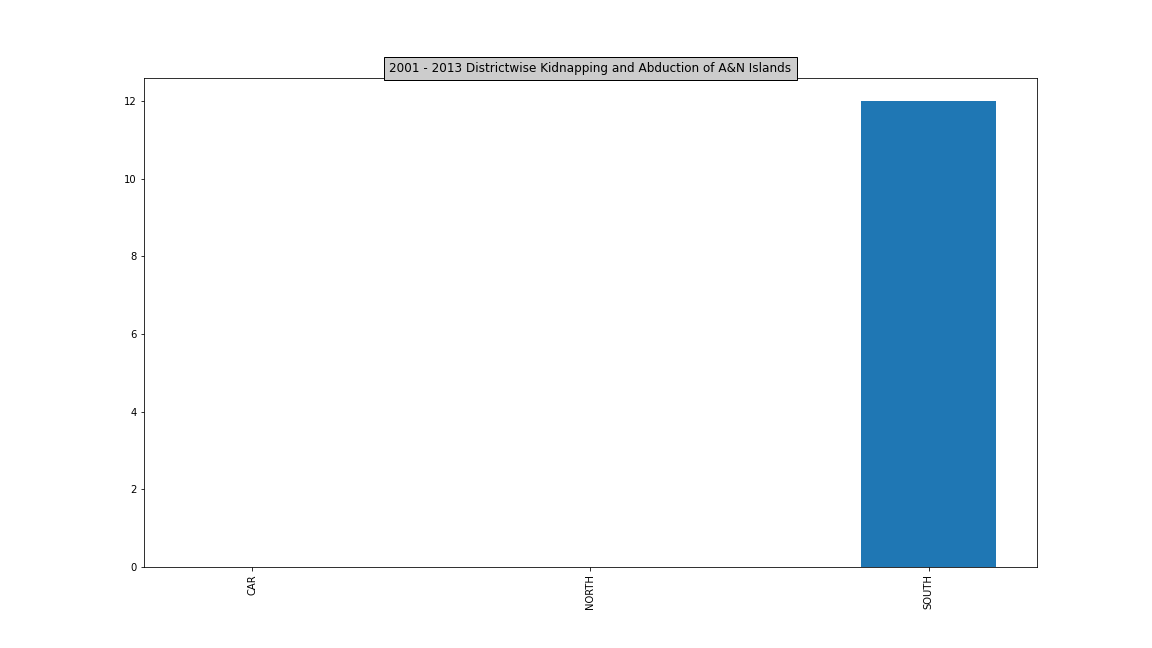 2001 - 2013 Districtwise Kidnapping and Abduction of A&N Islands
12
10
8
6
4
2
0
CAR
NORTH
SOUTH